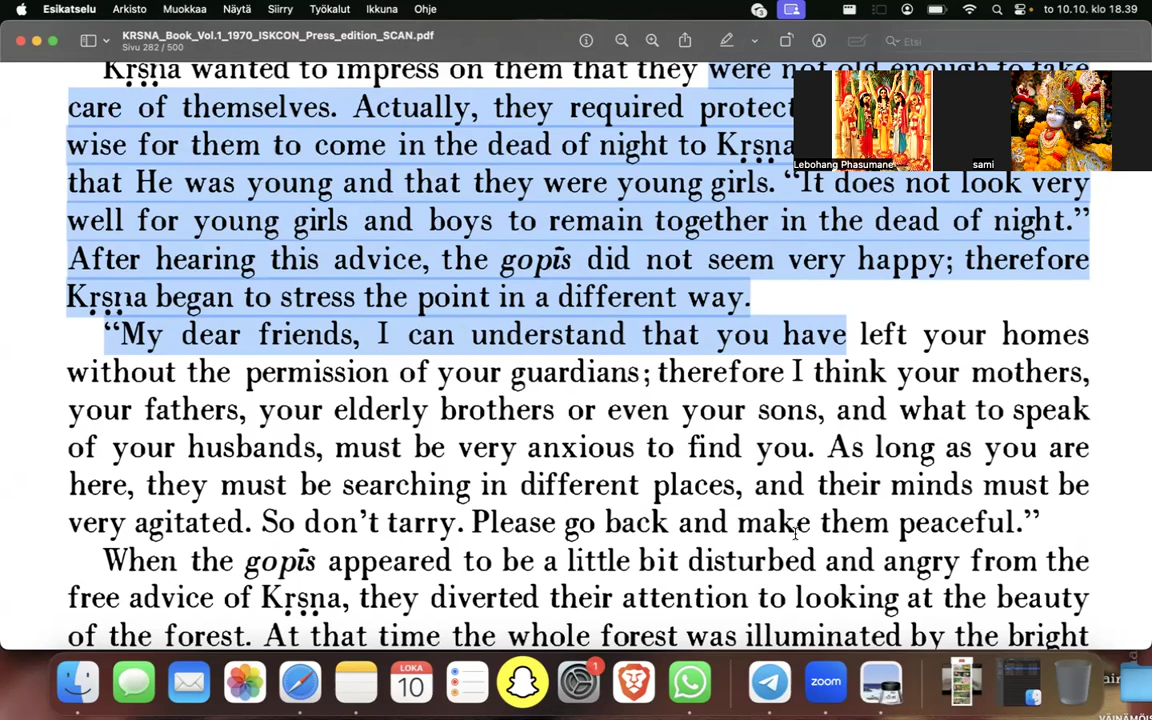 Esikatselu Arkisto Muokkaa Näytä Siirry Työkalut Ikkuna Ohje to 10.10. klo 18.39
KRSNA_Book_Vol.1_1970_ISKCON_Press_edition_SCAN.pdf
Sivu 282 / 500
Etsi
Kṛṣṇa wanted to impress on them that they were not old enough to take
care of themselves. Actually, they required protect
wise for them to come in the dead of night to Kṛṣṇa
Lebohang Phasumane sami
that He was young and that they were young girls. “It does not look very
well for young girls and boys to remain together in the dead of night.”
After hearing this advice, the gopīs did not seem very happy; therefore
Kṛṣṇa began to stress the point in a different way.
“My dear friends, I can understand that you have left your homes
without the permission of your guardians; therefore I think your mothers,
your fathers, your elderly brothers or even your sons, and what to speak
of your husbands, must be very anxious to find you. As long as you are
here, they must be searching in different places, and their minds must be
very agitated. So don’t tarry. Please go back and make them peaceful.”
When the gopīs appeared to be a little bit disturbed and angry from the
free advice of Kṛṣṇa, they diverted their attention to looking at the beauty
of the forest. At that time the whole forest was illuminated by the bright
LOKA
10
1
zoom